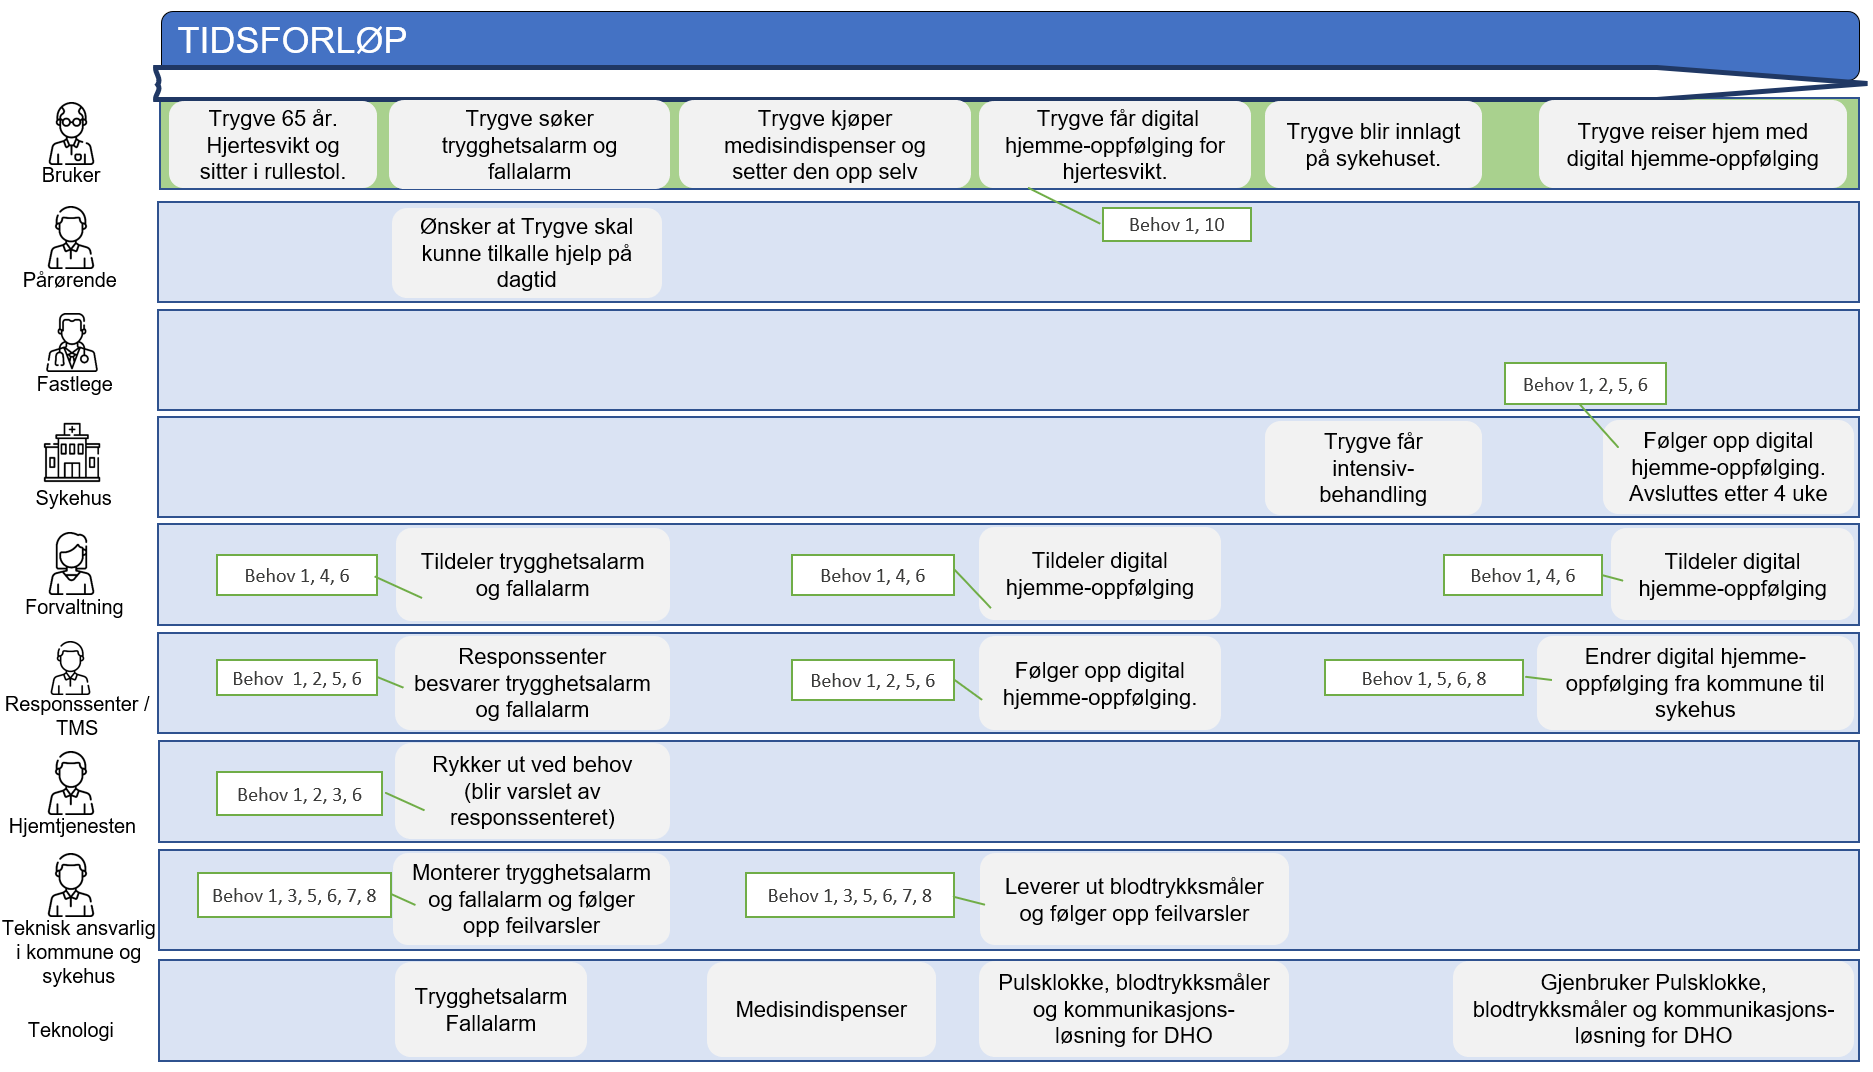 TIDSFORLØP
Bruker
Trygve 65 år.
Hjertesvikt og
sitter i rullestol.
Trygve søker
trygghetsalarm og
fallalarm
Trygve kjøper
medisindispenser og
setter den opp selv
Trygve får digital
hjemme-oppfølging for
hjertesvikt.
Trygve blir innlagt
på sykehuset.
Trygve reiser hjem med
digital hjemme-oppfølging
Behov 1, 10
Pårørende
Ønsker at Trygve skal
kunne tilkalle hjelp på
dagtid
Fastlege
Behov 1, 2, 5, 6
Sykehus
Trygve får
intensiv-
behandling
Følger opp digital
hjemme-oppfølging.
Avsluttes etter 4 uke
Forvaltning
Behov 1, 4, 6
Tildeler trygghetsalarm
og fallalarm
Behov 1, 4, 6
Tildeler digital
hjemme-oppfølging
Behov 1, 4, 6
Tildeler digital
hjemme-oppfølging
Responssenter /
TMS
Behov 1, 2, 5, 6
Responssenter
besvarer trygghetsalarm
og fallalarm
Behov 1, 2, 5, 6
Følger opp digital
hjemme-oppfølging.
Behov 1, 5, 6, 8
Endrer digital hjemme-
oppfølging fra kommune til
sykehus
Hjemtjenesten
Behov 1, 2, 3, 6
Rykker ut ved behov
(blir varslet av
responssenteret)
Teknisk ansvarlig
i kommune og
sykehus
Behov 1, 3, 5, 6, 7, 8
Monterer trygghetsalarm
og fallalarm og følger
opp feilvarsler
Behov 1, 3, 5, 6, 7, 8
Leverer ut blodtrykksmåler
og følger opp feilvarsler
Teknologi
Trygghetsalarm
Fallalarm
Medisindispenser
Pulsklokke, blodtrykksmåler
og kommunikasjons-
løsning for DHO
Gjenbruker Pulsklokke,
blodtrykksmåler og kommunikasjons-
løsning for DHO